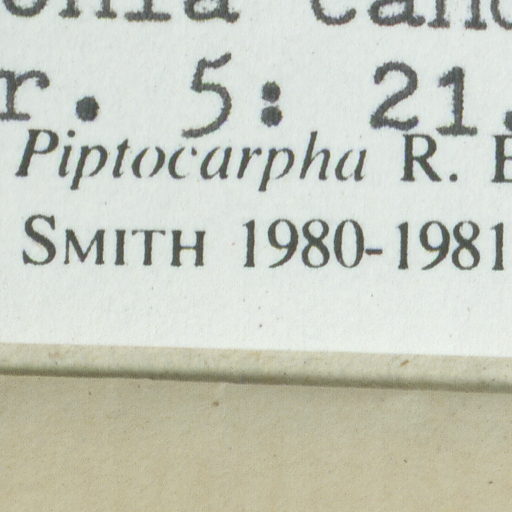 r. 5: 21.
Piptocarpha R.
SMITH 1980-1981